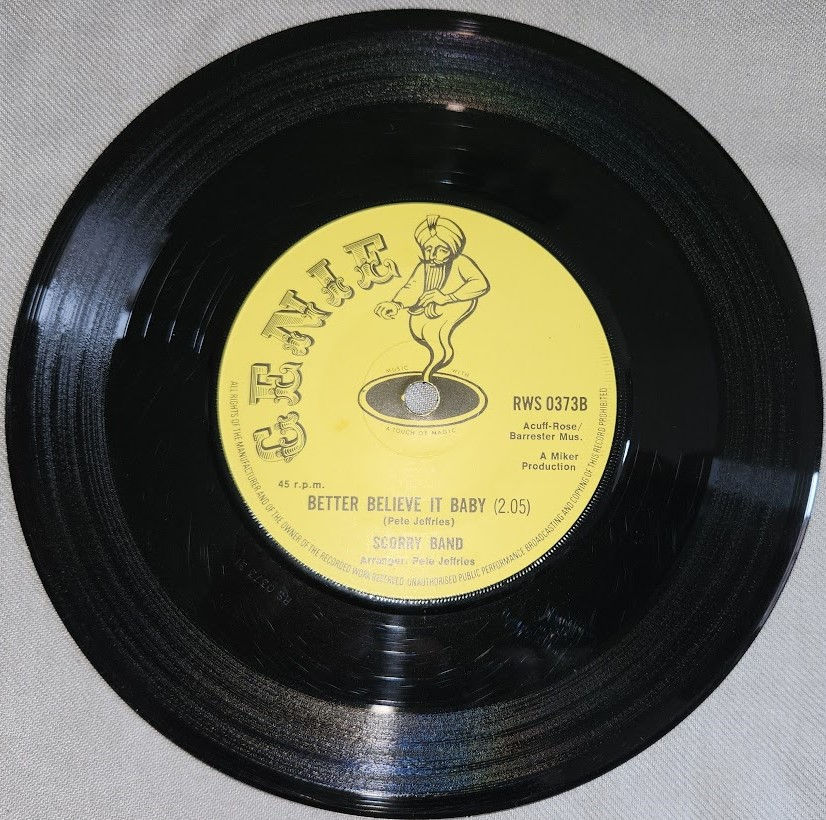 GENIE
MUSIC WITH
A TOUCH OF MAGIC
RWS 0373B
Acuff-Rose/
Barrester Mus.
A Miker
Production
45 r.p.m.
BETTER BELIEVE IT BABY (2.05)
(Pete Jeffries)
SCORRY BAND
Arranger: Pete Jeffries
ALL RIGHTS OF THE MANUFACTURER AND OF THE OWNER OF THE RECORDED WORK RESERVED. UNAUTHORISED PUBLIC PERFORMANCE BROADCASTING AND COPYING OF THIS RECORD PROHIBITED